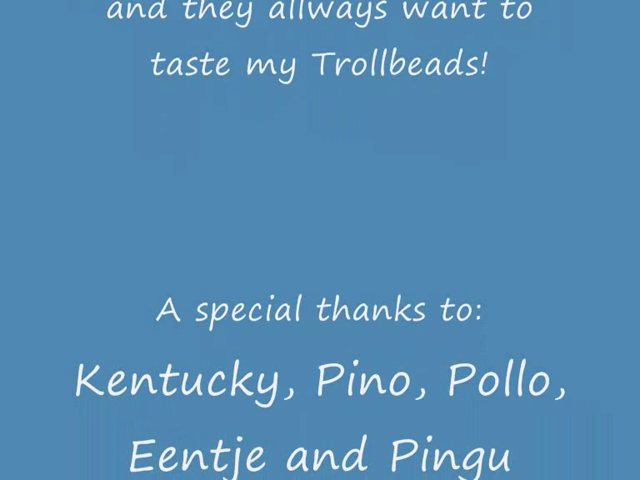 and they allways want to
taste my Trollbeads!
A special thanks to:
Kentucky, Pino, Pollo,
Eentje and Pingu